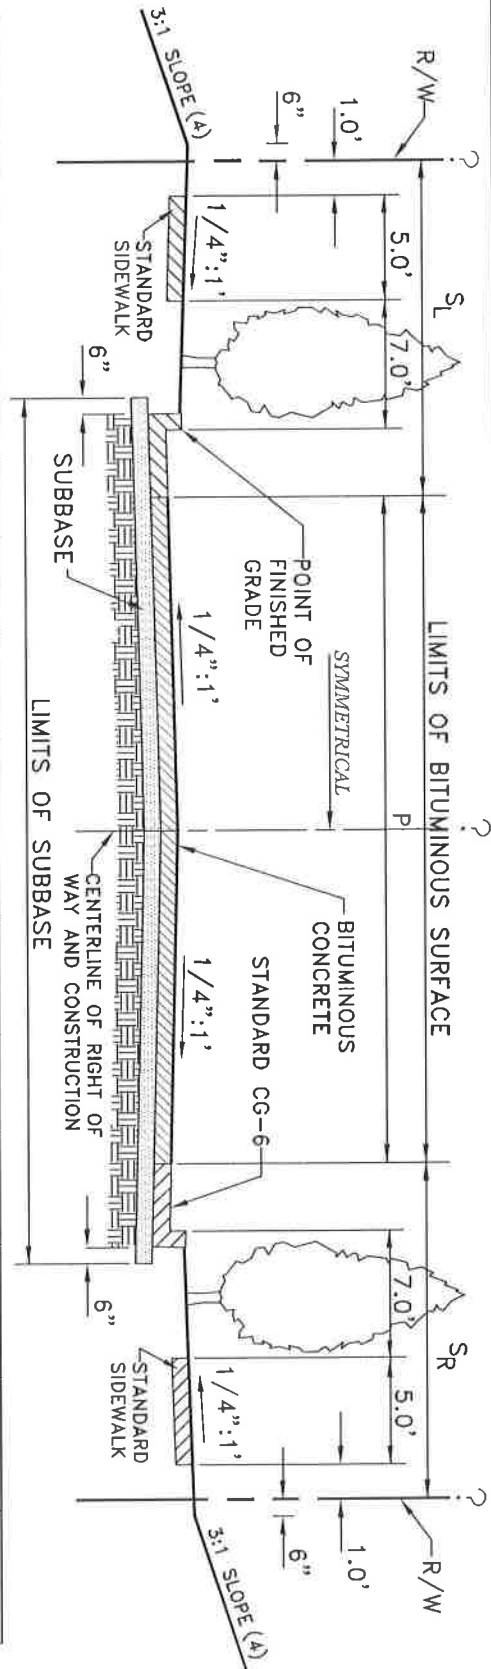 R/W
?
1.0'
6"
3:1 SLOPE (4)
5.0'
SL
7.0'
1/4":1'
STANDARD
SIDEWALK
6"
POINT OF
FINISHED
GRADE
SUBBASE
1/4":1'
LIMITS OF BITUMINOUS SURFACE
P
?
SYMMETRICAL
BITUMINOUS
CONCRETE
STANDARD CG-6
1/4":1'
CENTERLINE OF RIGHT OF
WAY AND CONSTRUCTION
LIMITS OF SUBBASE
SR
7.0'
5.0'
6"
1/4":1'
STANDARD
SIDEWALK
?
R/W
1.0'
6"
3:1 SLOPE (4)